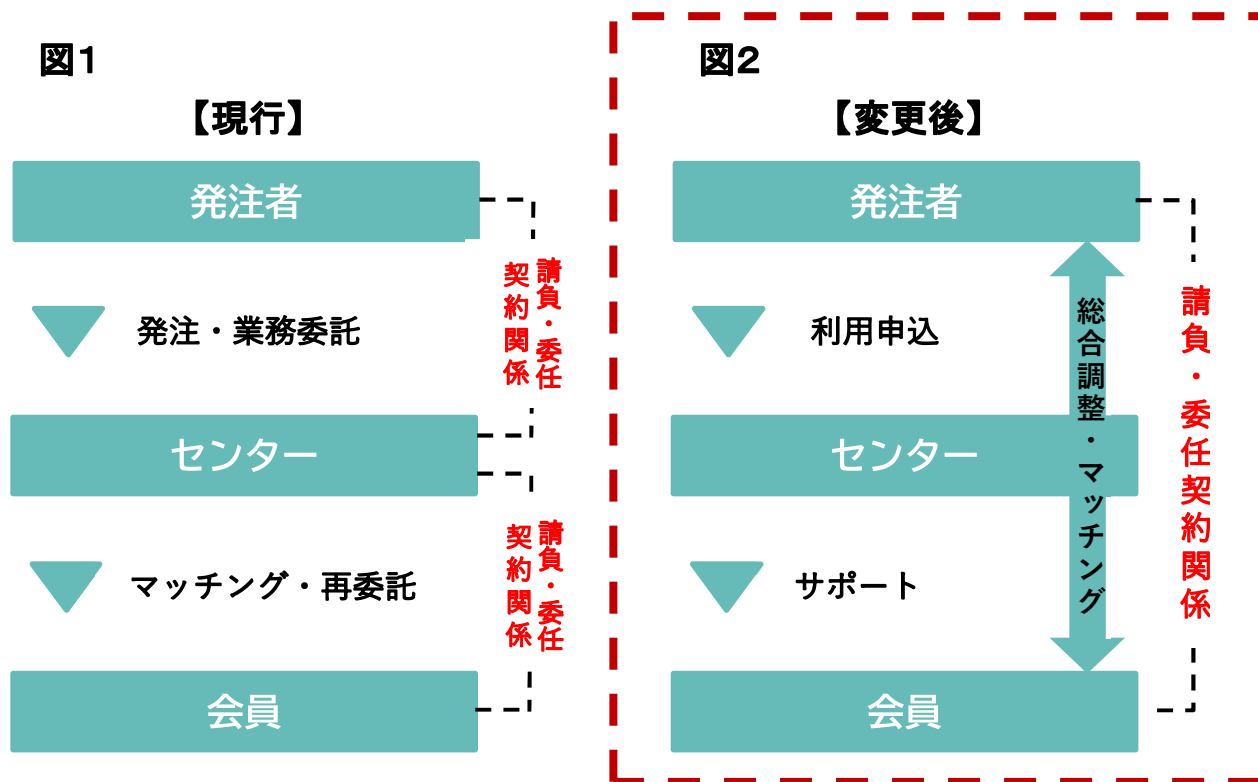 図1
【現行】
発注者
発注・業務委託
請負・委任
契約関係
センター
マッチング・再委託
請負・委任
契約関係
会員
図2
【変更後】
発注者
利用申込
総合調整・マッチング
請負・委任契約関係
センター
サポート
会員